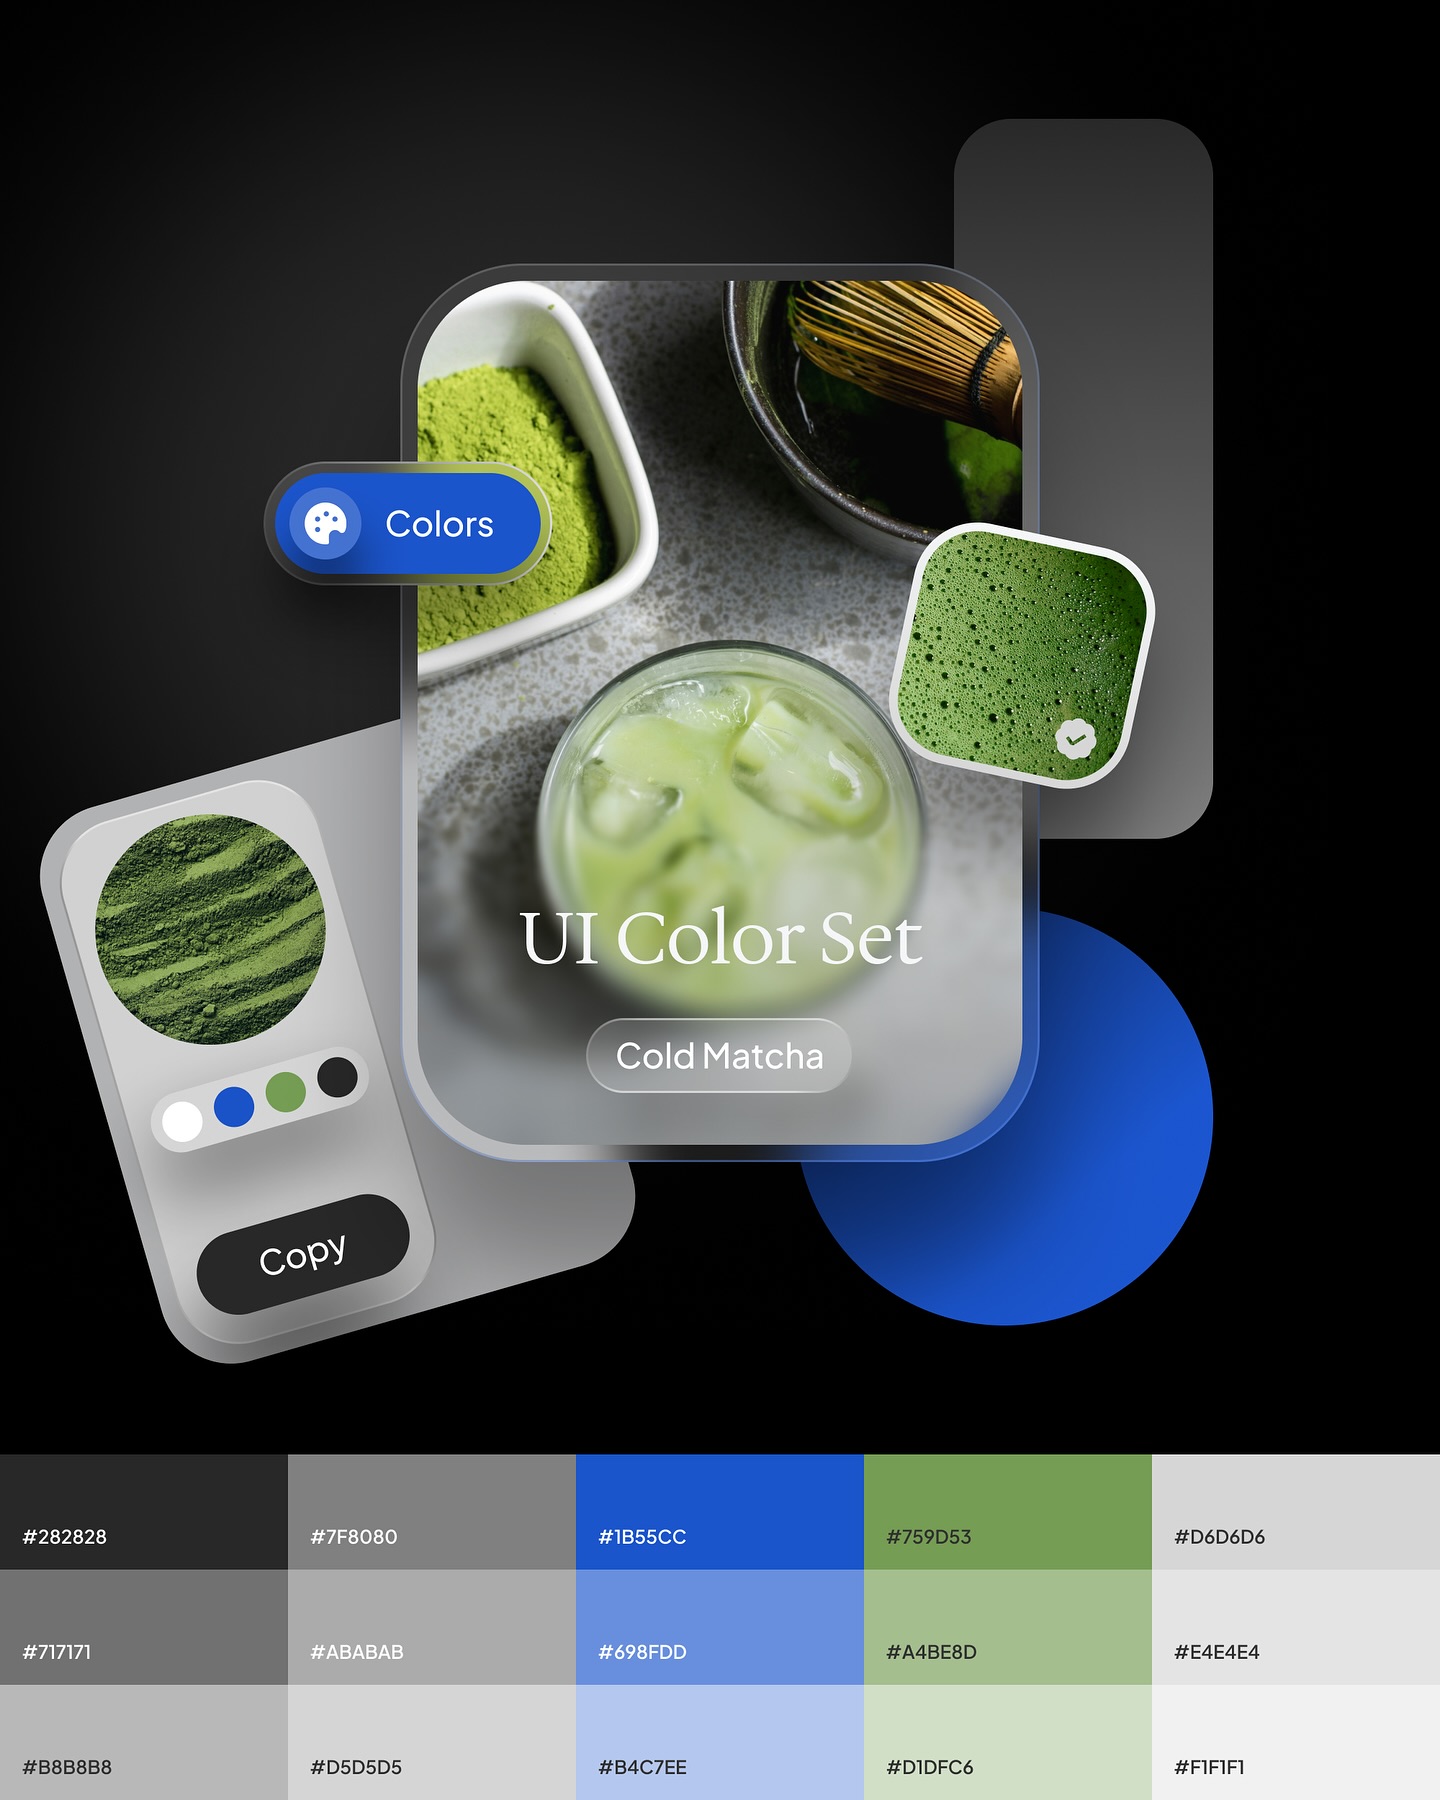 Colors
UI Color Set
Cold Matcha
Copy
#282828
#7F8080
#1B55CC
#759D53
#D6D6D6
#717171
#ABABAB
#698FDD
#A4BE8D
#E4E4E4
#B8B8B8
#D5D5D5
#B4C7EE
#D1DFC6
#F1F1F1